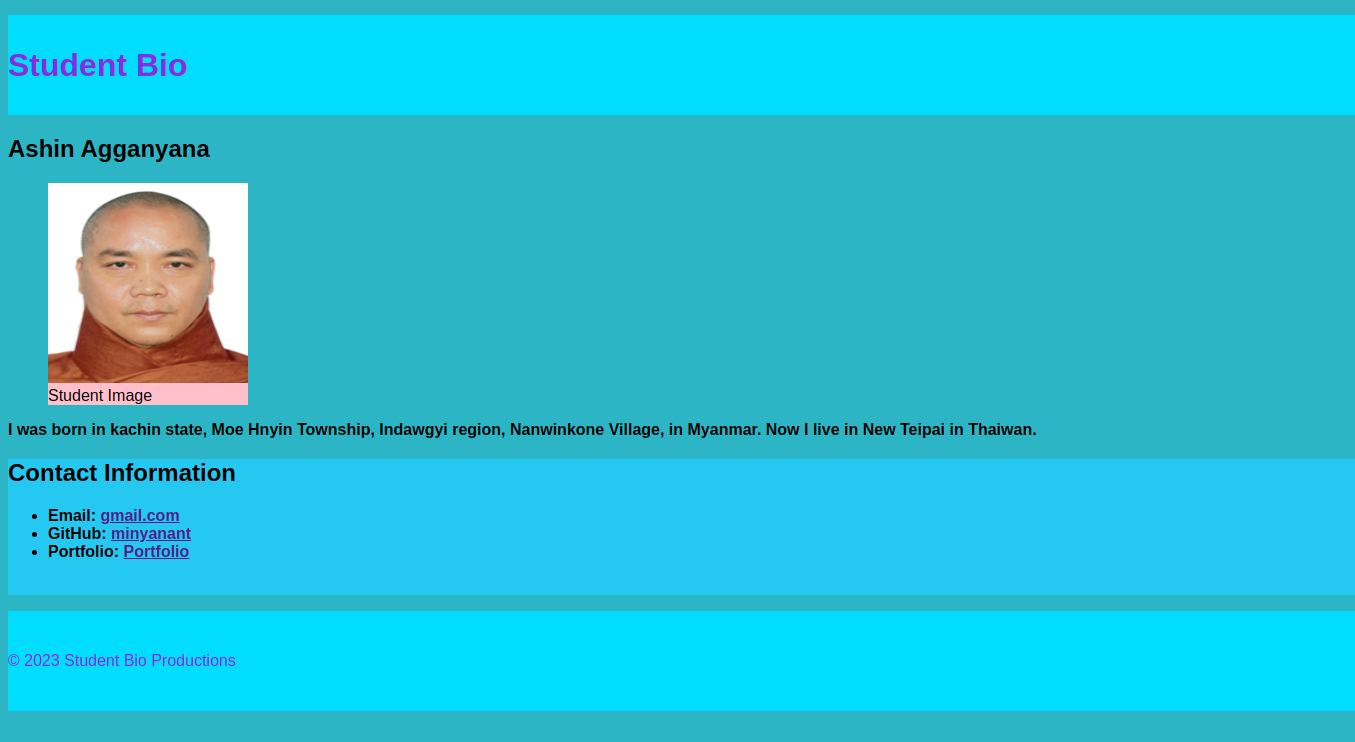 Student Bio
Ashin Agganyana
Student Image
I was born in kachin state, Moe Hnyin Township, Indawgyi region, Nanwinkone Village, in Myanmar. Now I live in New Teipai in Thaiwan.
Contact Information
Email: gmail.com
GitHub: minyanant
Portfolio: Portfolio
© 2023 Student Bio Productions